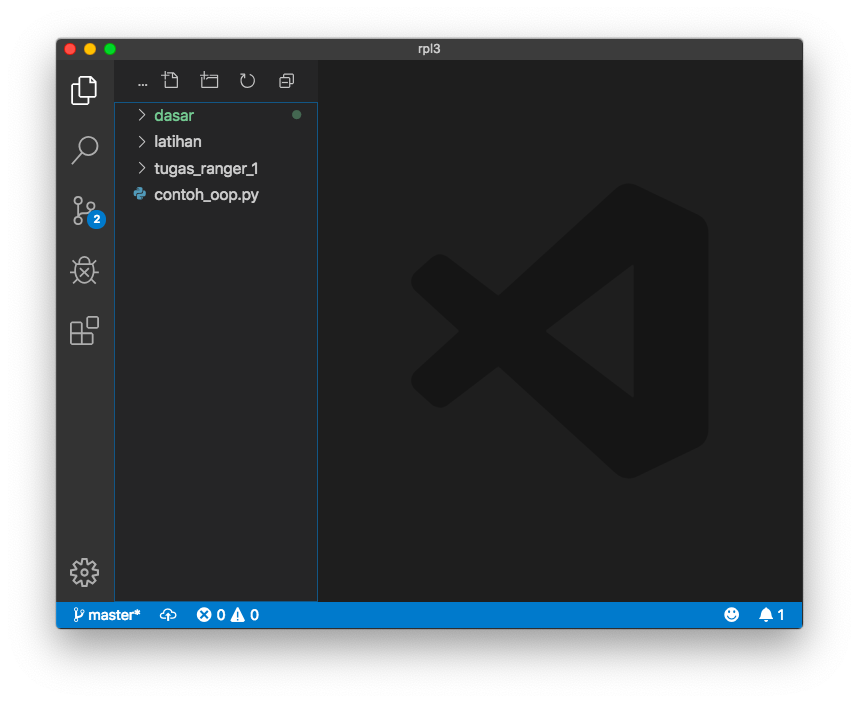 rpl3
...
dasar
latihan
tugas_ranger_1
contoh_oop.py
2
master* 0 0 1